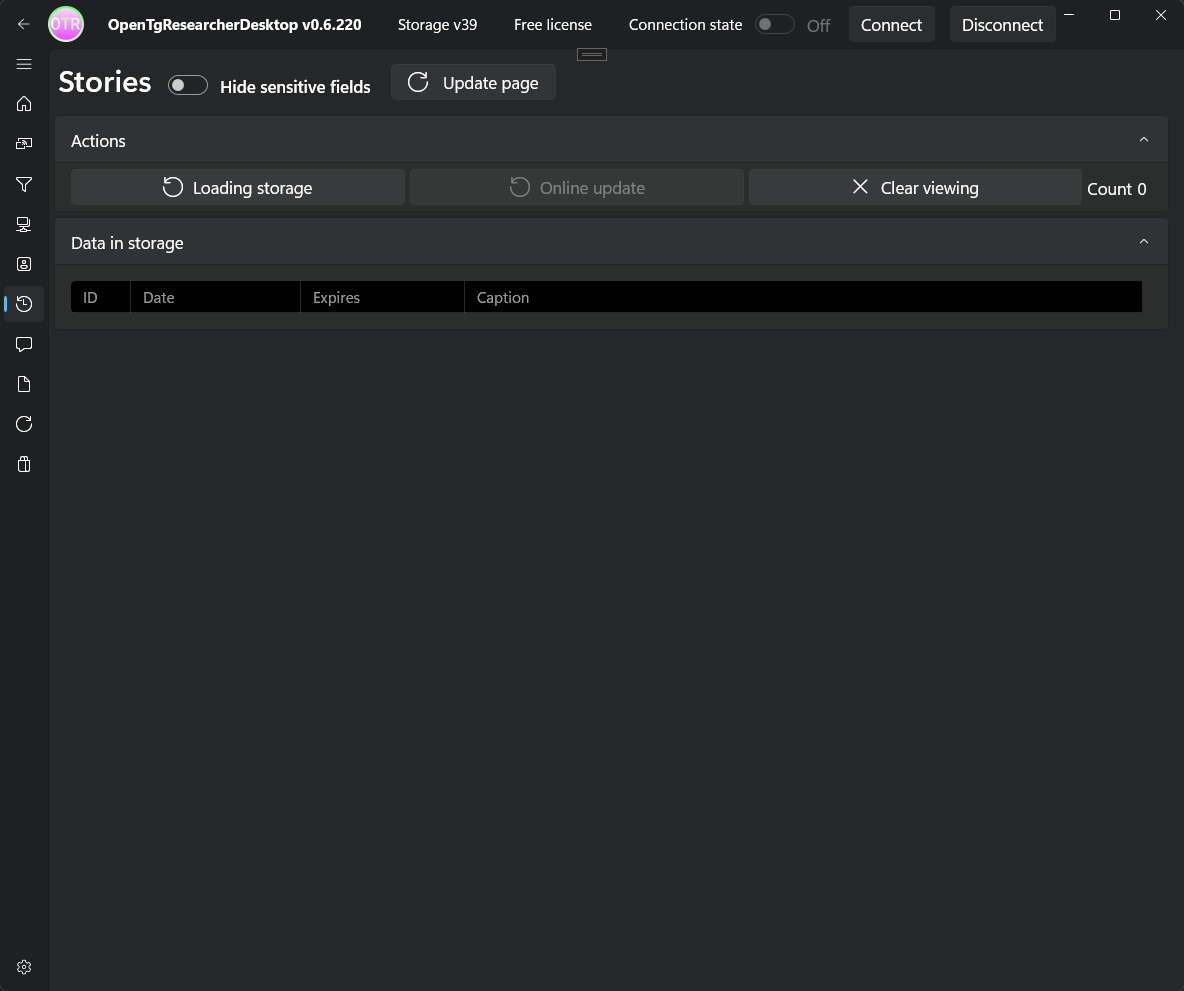 OTR OpenTgResearcherDesktop v0.6.220 Storage v39 Free license Connection state Off Connect Disconnect
Stories Hide sensitive fields Update page
Actions
Loading storage Online update Clear viewing Count 0
Data in storage
ID Date Expires Caption